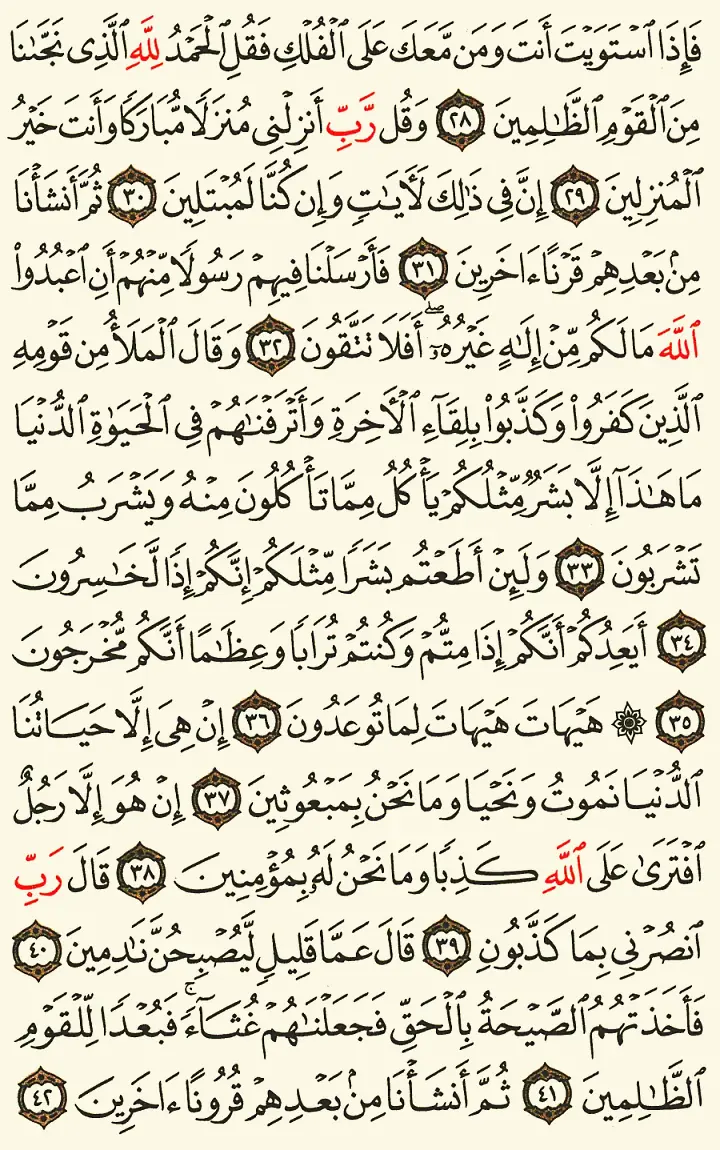 فَإِذَا ٱسْتَوَيْتَ أَنتَ وَمَن مَّعَكَ عَلَى ٱلْفُلْكِ فَقُلِ ٱلْحَمْدُ لِلَّهِ ٱلَّذِى نَجَّىٰنَا
مِنَ ٱلْقَوْمِ ٱلظَّٰلِمِينَ ٢٨ وَقُل رَّبِّ أَنزِلْنِى مُنزَلًا مُّبَارَكًا وَأَنتَ خَيْرُ
ٱلْمُنزِلِينَ ٢٩ إِنَّ فِى ذَٰلِكَ لَأٓيَٰتٍ وَإِن كُنَّا لَمُبْتَلِينَ ٣٠ ثُمَّ أَنشَأْنَا
مِنۢ بَعْدِهِمْ قَرْنًا ءَاخَرِينَ ٣١ فَأَرْسَلْنَا فِيهِمْ رَسُولًا مِّنْهُمْ أَنِ ٱعْبُدُوا۟
ٱللَّهَ مَا لَكُم مِّنْ إِلَٰهٍ غَيْرُهُۥٓ ۖ أَفَلَا تَتَّقُونَ ٣٢ وَقَالَ ٱلْمَلَأُ مِن قَوْمِهِ
ٱلَّذِينَ كَفَرُوا۟ وَكَذَّبُوا۟ بِلِقَآءِ ٱلْأَخِرَةِ وَأَتْرَفْنَٰهُمْ فِى ٱلْحَيَوٰةِ ٱلدُّنْيَا
مَا هَٰذَآ إِلَّا بَشَرٌ مِّثْلُكُمْ يَأْكُلُ مِمَّا تَأْكُلُونَ مِنْهُ وَيَشْرَبُ مِمَّا
تَشْرَبُونَ ٣٣ وَلَئِنْ أَطَعْتُم بَشَرًا مِّثْلَكُمْ إِنَّكُمْ إِذًا لَّخَٰسِرُونَ
٣٤ أَيَعِدُكُمْ أَنَّكُمْ إِذَا مِتُّمْ وَكُنتُمْ تُرَابًا وَعِظَٰمًا أَنَّكُم مُّخْرَجُونَ
٣٥ ۞ هَيْهَاتَ هَيْهَاتَ لِمَا تُوعَدُونَ ٣٦ إِنْ هِىَ إِلَّا حَيَاتُنَا
ٱلدُّنْيَا نَمُوتُ وَنَحْيَا وَمَا نَحْنُ بِمَبْعُوثِينَ ٣٧ إِنْ هُوَ إِلَّا رَجُلٌ
ٱفْتَرَىٰ عَلَى ٱللَّهِ كَذِبًا وَمَا نَحْنُ لَهُۥ بِمُؤْمِنِينَ ٣٨ قَالَ رَبِّ
ٱنصُرْنِى بِمَا كَذَّبُونِ ٣٩ قَالَ عَمَّا قَلِيلٍ لَّيُصْبِحُنَّ نَٰدِمِينَ ٤٠
فَأَخَذَتْهُمُ ٱلصَّيْحَةُ بِٱلْحَقِّ فَجَعَلْنَٰهُمْ غُثَآءً ۚ فَبُعْدًا لِّلْقَوْمِ
ٱلظَّٰلِمِينَ ٤١ ثُمَّ أَنشَأْنَا مِنۢ بَعْدِهِمْ قُرُونًا ءَاخَرِينَ ٤٢